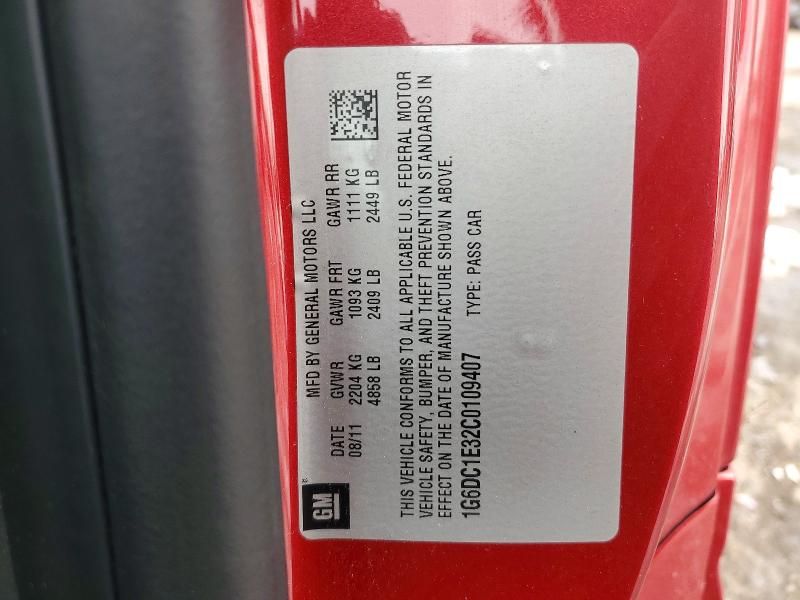 GM
MFD BY GENERAL MOTORS LLC
DATE GVWR GAWR FRT GAWR RR
08/11 2204 KG 1093 KG 1111 KG
4858 LB 2409 LB 2449 LB
THIS VEHICLE CONFORMS TO ALL APPLICABLE U.S. FEDERAL MOTOR
VEHICLE SAFETY, BUMPER, AND THEFT PREVENTION STANDARDS IN
EFFECT ON THE DATE OF MANUFACTURE SHOWN ABOVE.
1G6DC1E32C0109407 TYPE: PASS CAR